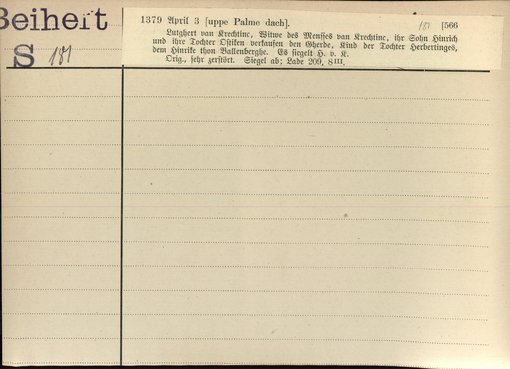 Beiheft
S 181
1379 April 3 [uppe Palme dach]. 181 [566
Lutghert van Krechtinc, Witwe des Menses van Krechtinc, ihr Sohn Hinrich
und ihre Tochter Ostiken verkaufen den Gherde, Kind der Tochter Herbertinges,
dem Hinrike thon Vallenberghe. Es siegelt H. v. K.
Orig., sehr zerstört. Siegel ab; Lade 209, 8 III.